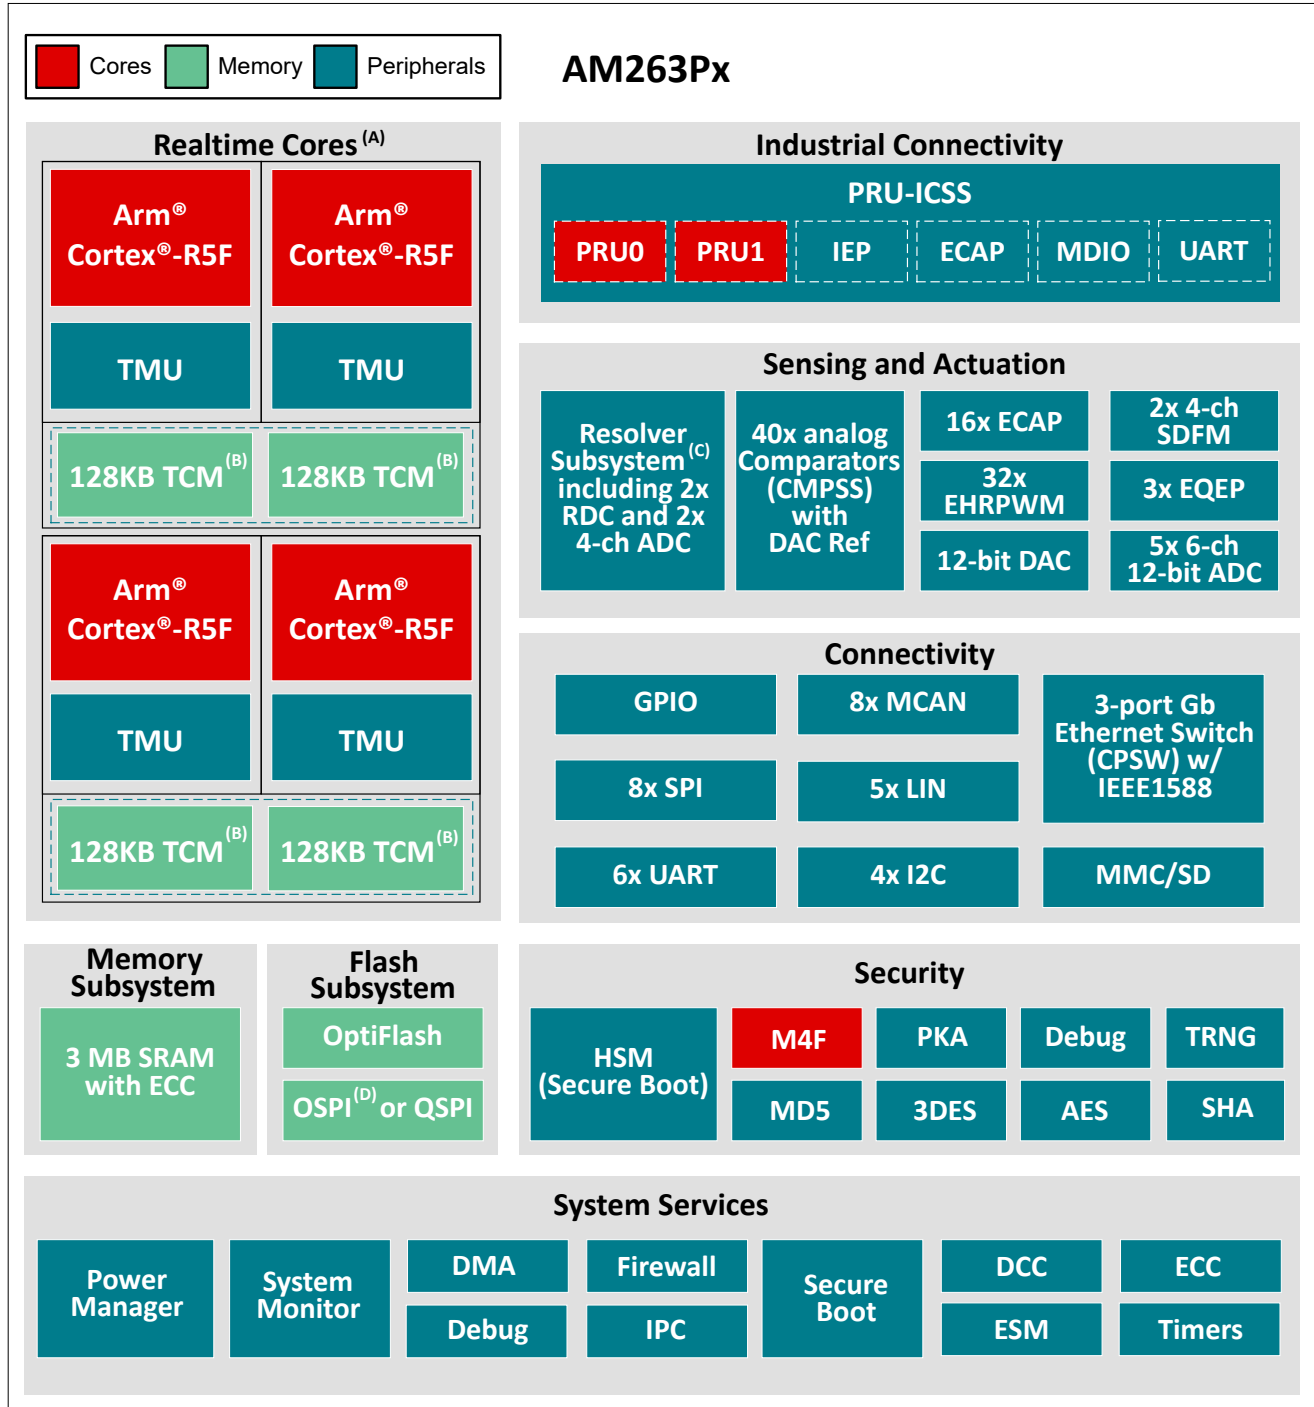 Cores Memory Peripherals
AM263Px
Realtime Cores (A)
Arm®
Cortex®-R5F
Arm®
Cortex®-R5F
TMU
TMU
128KB TCM (B)
128KB TCM (B)
Arm®
Cortex®-R5F
Arm®
Cortex®-R5F
TMU
TMU
128KB TCM (B)
128KB TCM (B)
Industrial Connectivity
PRU-ICSS
PRU0
PRU1
IEP
ECAP
MDIO
UART
Sensing and Actuation
Resolver
Subsystem (C)
including 2x
RDC and 2x
4-ch ADC
40x analog
Comparators
(CMPSS)
with
DAC Ref
16x ECAP
2x 4-ch
SDFM
32x
EHRPWM
3x EQEP
12-bit DAC
5x 6-ch
12-bit ADC
Connectivity
GPIO
8x MCAN
3-port Gb
Ethernet Switch
(CPSW) w/
IEEE1588
8x SPI
5x LIN
6x UART
4x I2C
MMC/SD
Memory
Subsystem
3 MB SRAM
with ECC
Flash
Subsystem
OptiFlash
OSPI (D) or QSPI
Security
HSM
(Secure Boot)
M4F
PKA
Debug
TRNG
MD5
3DES
AES
SHA
System Services
Power
Manager
System
Monitor
DMA
Firewall
Debug
IPC
Secure
Boot
DCC
ECC
ESM
Timers